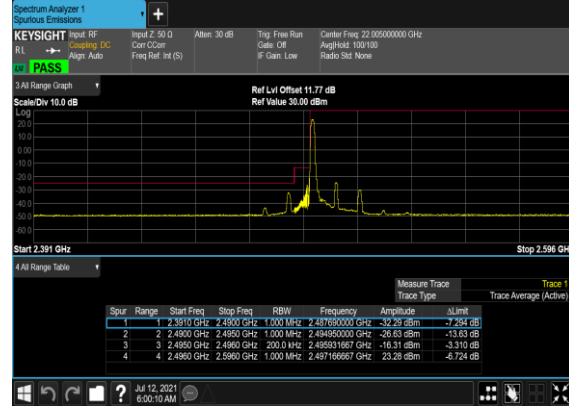 Spectrum Analyzer 1
Spurious Emissions
+
KEYSIGHT Input: RF Input Z: 50 Ω Atten: 30 dB Trig: Free Run Center Freq: 22.005000000 GHz
RL Coupling: DC Corr CCorr Gate: Off Avg|Hold: 100/100
Align: Auto Freq Ref: Int (S) IF Gain: Low Radio Std: None
PASS
3 All Range Graph
Ref Lvl Offset 11.77 dB
Scale/Div 10.0 dB Ref Value 30.00 dBm
Log
20.0
10.0
0.00
-10.0
-20.0
-30.0
-40.0
-50.0
-60.0
Start 2.391 GHz Stop 2.596 GH
4 All Range Table
Measure Trace Trace 1
Trace Type Trace Average (Active)
Spur Range Start Freq Stop Freq RBW Frequency Amplitude ΔLimit
1 1 2.3910 GHz 2.4900 GHz 1.000 MHz 2.487690000 GHz -32.29 dBm -7.294 dB
2 2 2.4900 GHz 2.4950 GHz 1.000 MHz 2.494950000 GHz -26.63 dBm -13.63 dB
3 3 2.4950 GHz 2.4960 GHz 200.0 kHz 2.495931667 GHz -16.31 dBm -3.310 dB
4 4 2.4960 GHz 2.5960 GHz 1.000 MHz 2.497166667 GHz 23.28 dBm -6.724 dB
? Jul 12, 2021
6:00:10 AM